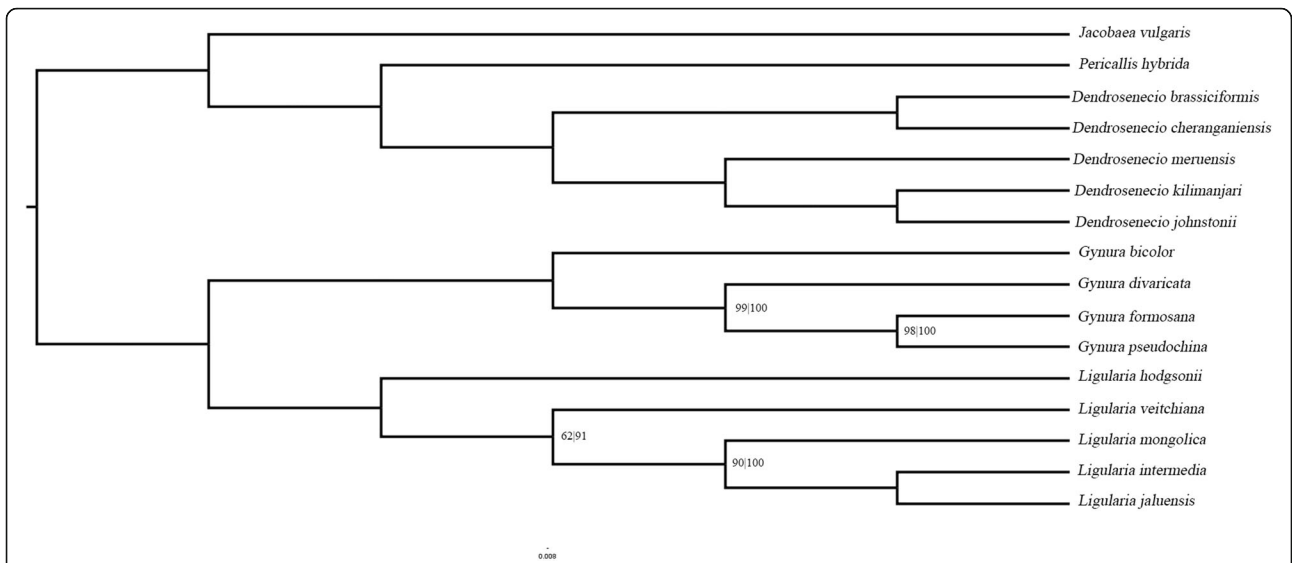 Jacobaea vulgaris
Pericallis hybrida
Dendrosenecio brassiciformis
Dendrosenecio cheranganiensis
Dendrosenecio meruensis
Dendrosenecio kilimanjari
Dendrosenecio johnstonii
Gynura bicolor
Gynura divaricata
99|100
Gynura formosana
98|100
Gynura pseudochina
Ligularia hodgsonii
Ligularia veitchiana
62|91
Ligularia mongolica
90|100
Ligularia intermedia
Ligularia jaluensis
0.008